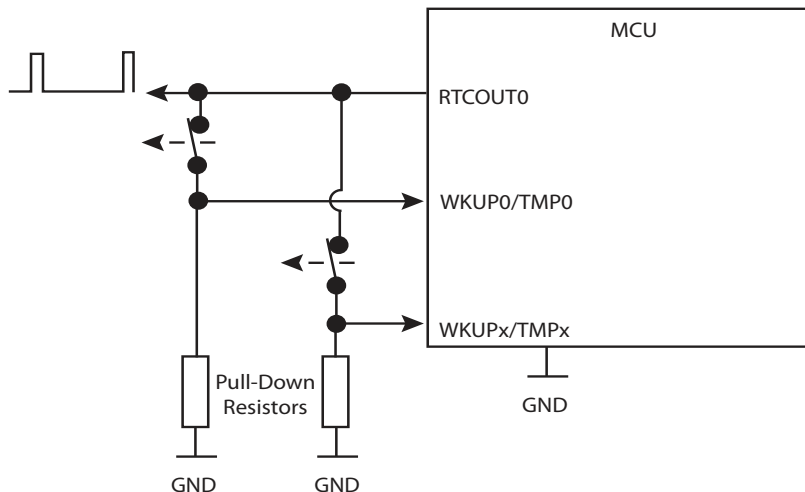 MCU
RTCOUT0
WKUP0/TMP0
WKUPx/TMPx
Pull-Down
Resistors
GND
GND
GND